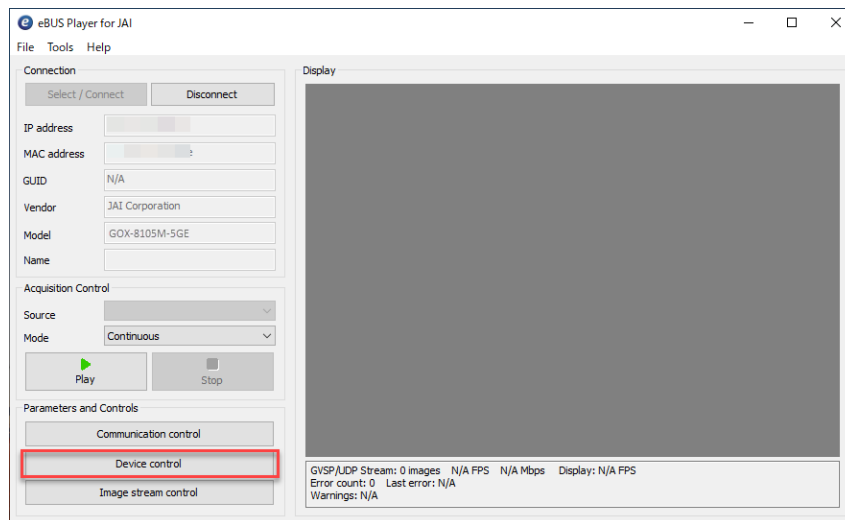 eBUS Player for JAI
File Tools Help
Connection
Select / Connect Disconnect
IP address
MAC address
GUID N/A
Vendor JAI Corporation
Model GOX-8105M-5GE
Name
Acquisition Control
Source
Mode Continuous
Play Stop
Parameters and Controls
Communication control
Device control
Image stream control
Display
GVSP/UDP Stream: 0 images N/A FPS N/A Mbps Display: N/A FPS
Error count: 0 Last error: N/A
Warnings: N/A